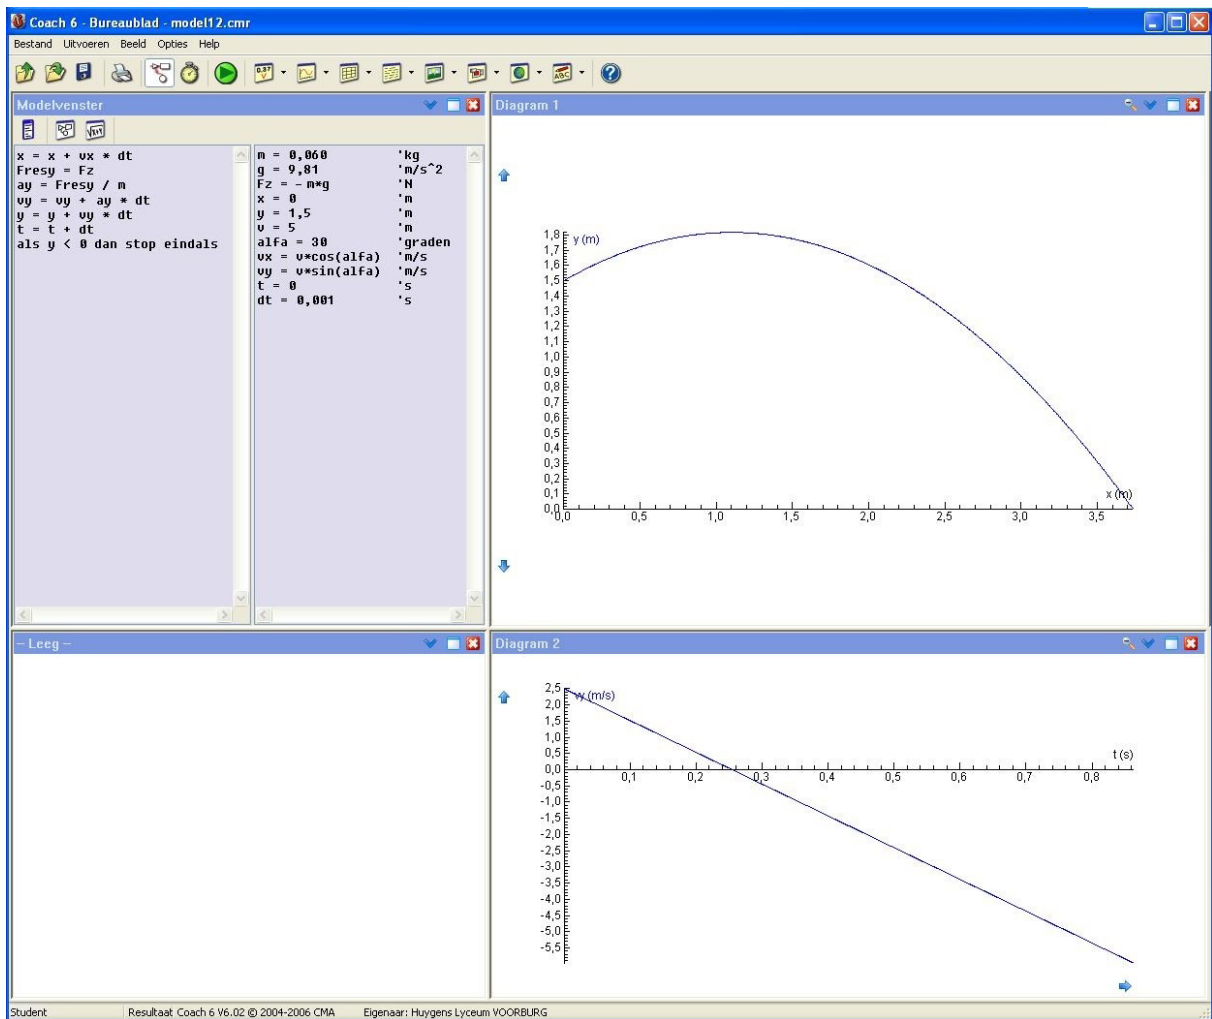 Coach 6 - Bureaublad - model12.cmr
Bestand Uitvoeren Beeld Opties Help
0.37
V
ABC
Modelvenster
x = x + vx * dt
Fresy = Fz
ay = Fresy / m
vy = vy + ay * dt
y = y + vy * dt
t = t + dt
als y < 0 dan stop eindals
m = 0,060 'kg
g = 9,81 'm/s^2
Fz = - m*g 'N
x = 0 'm
y = 1,5 'm
v = 5 'm
alfa = 30 'graden
vx = v*cos(alfa) 'm/s
vy = v*sin(alfa) 'm/s
t = 0 's
dt = 0,001 's
Diagram 1
y (m)
1,8
1,7
1,6
1,5
1,4
1,3
1,2
1,1
1,0
0,9
0,8
0,7
0,6
0,5
0,4
0,3
0,2
0,1
0,0
x (m)
0,0 0,5 1,0 1,5 2,0 2,5 3,0 3,5
-- Leeg --
Diagram 2
vy (m/s)
2,5
2,0
1,5
1,0
0,5
0,0
-0,5
-1,0
-1,5
-2,0
-2,5
-3,0
-3,5
-4,0
-4,5
-5,0
-5,5
t (s)
0,1 0,2 0,3 0,4 0,5 0,6 0,7 0,8
Student Resultaat Coach 6 V6.02 © 2004-2006 CMA Eigenaar: Huygens Lyceum VOORBURG